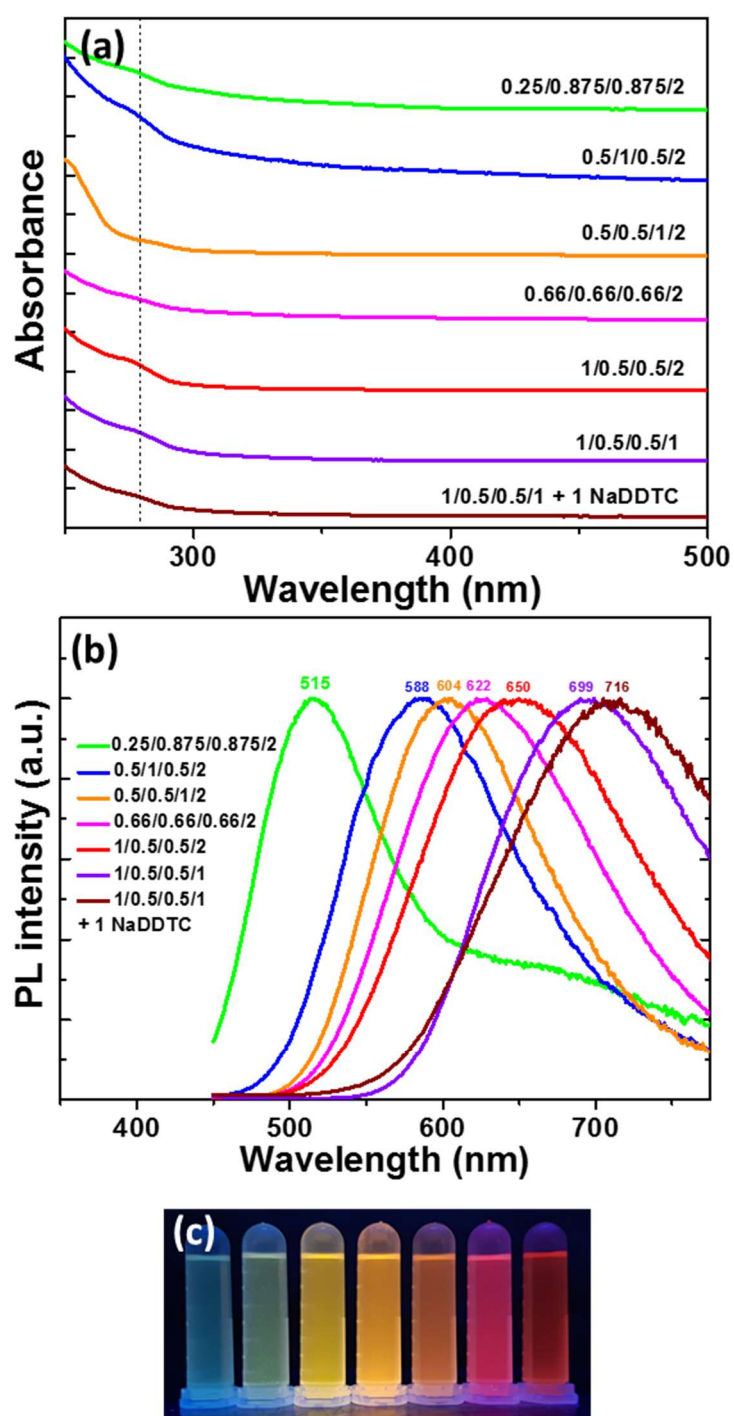 (a)
Absorbance
0.25/0.875/0.875/2
0.5/1/0.5/2
0.5/0.5/1/2
0.66/0.66/0.66/2
1/0.5/0.5/2
1/0.5/0.5/1
1/0.5/0.5/1 + 1 NaDDTC
300 400 500
Wavelength (nm)
(b)
PL intensity (a.u.)
515 588 604 622 650 699 716
0.25/0.875/0.875/2
0.5/1/0.5/2
0.5/0.5/1/2
0.66/0.66/0.66/2
1/0.5/0.5/2
1/0.5/0.5/1
1/0.5/0.5/1
+ 1 NaDDTC
400 500 600 700
Wavelength (nm)
(c)